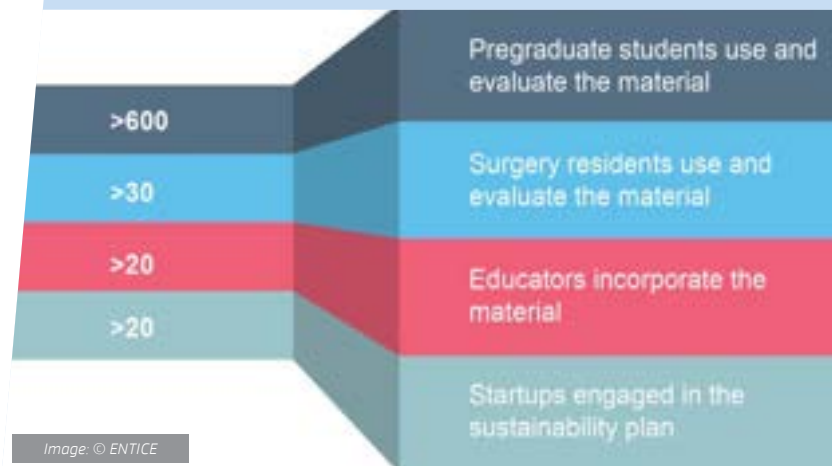 >600
Pregraduate students use and
evaluate the material
>30
Surgery residents use and
evaluate the material
>20
Educators incorporate the
material
>20
Startups engaged in the
sustainability plan
Image: © ENTICE